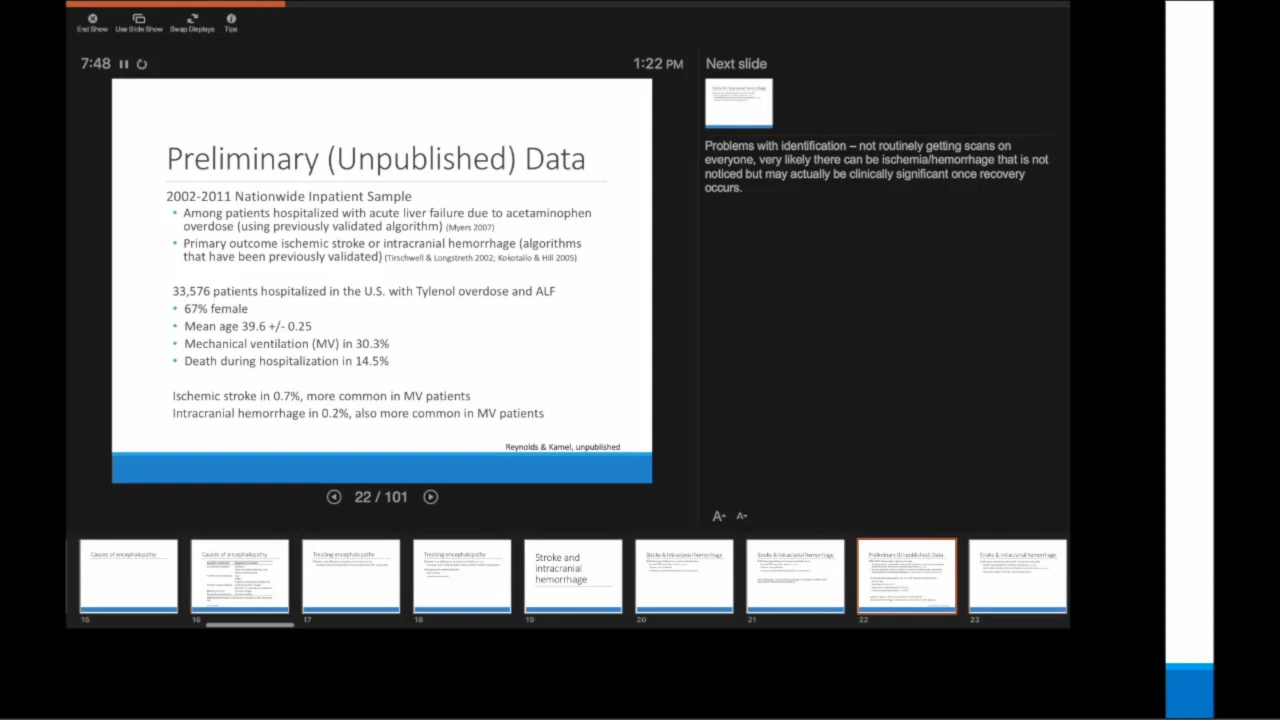 End Show
Use Slide Show
Swap Displays
Tips
7:48
1:22 PM
Preliminary (Unpublished) Data
2002-2011 Nationwide Inpatient Sample
• Among patients hospitalized with acute liver failure due to acetaminophen
overdose (using previously validated algorithm) (Myers 2007)
• Primary outcome ischemic stroke or intracranial hemorrhage (algorithms
that have been previously validated) (Tirschwell & Longstreth 2002; Kokotailo & Hill 2005)
33,576 patients hospitalized in the U.S. with Tylenol overdose and ALF
• 67% female
• Mean age 39.6 +/- 0.25
• Mechanical ventilation (MV) in 30.3%
• Death during hospitalization in 14.5%
Ischemic stroke in 0.7%, more common in MV patients
Intracranial hemorrhage in 0.2%, also more common in MV patients
Reynolds & Kamel, unpublished
22 / 101
Next slide
Stroke & Intracranial hemorrhage
Problems with identification – not routinely getting scans on
everyone, very likely there can be ischemia/hemorrhage that is not
noticed but may actually be clinically significant once recovery
occurs.
A
A
Causes of encephalopathy
15
Causes of encephalopathy
16
Treating encephalopathy
17
Treating encephalopathy
18
Stroke and
intracranial
hemorrhage
19
Stroke & Intracranial hemorrhage
20
Stroke & Intracranial hemorrhage
21
Preliminary (Unpublished) Data
22
Stroke & Intracranial hemorrhage
23